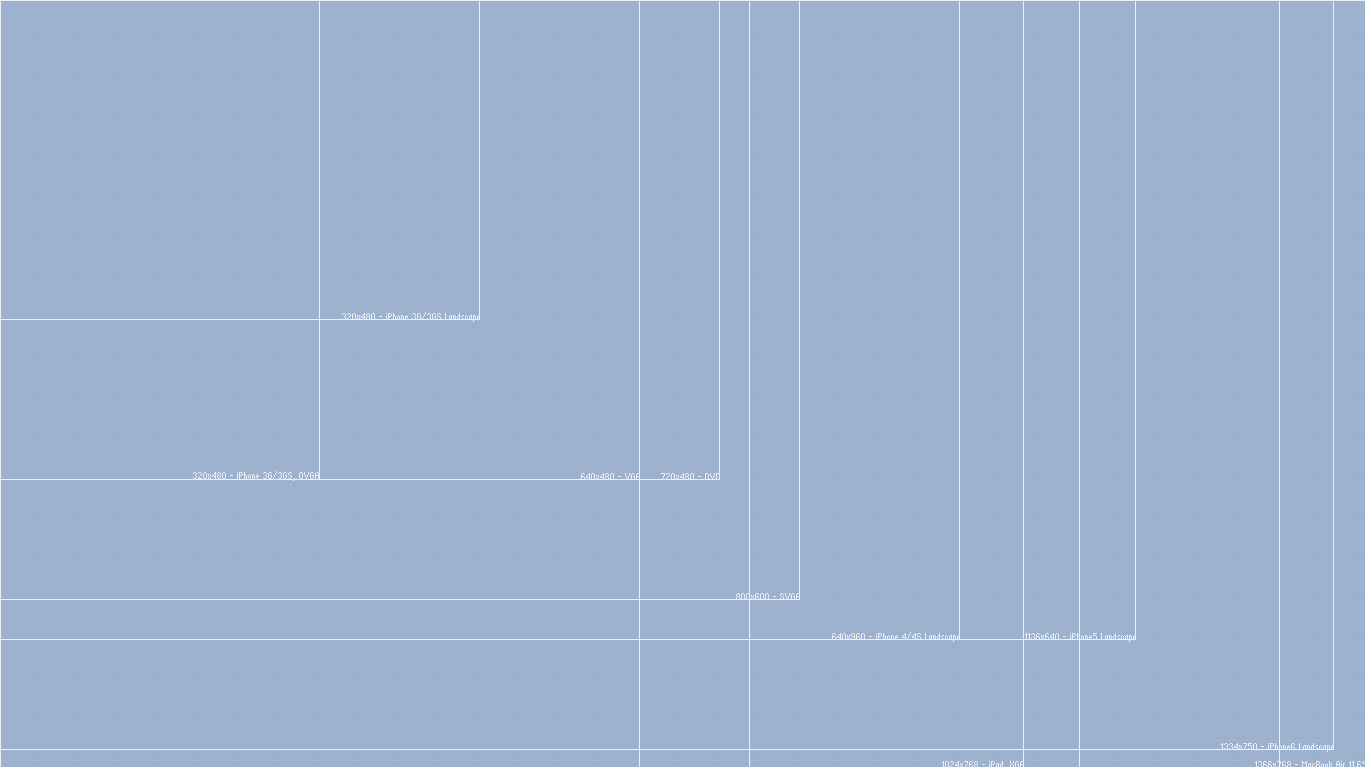 320x480 - iPhone 3G/3GS Landscape
320x480 - iPhone 3G/3GS, QVGA
640x480 - VGA
720x480 - DVD
800x600 - SVGA
640x960 - iPhone 4/4S Landscape
1136x640 - iPhone5 Landscape
1334x750 - iPhone6 Landscape
1024x768 - iPad, XGA
1366x768 - MacBook Air 11.6"